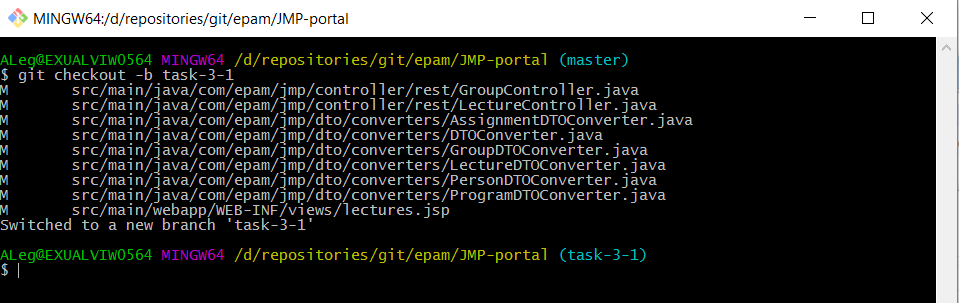 MINGW64:/d/repositories/git/epam/JMP-portal
ALeg@EXUALVIW0564 MINGW64 /d/repositories/git/epam/JMP-portal (master)
$ git checkout -b task-3-1
M       src/main/java/com/epam/jmp/controller/rest/GroupController.java
M       src/main/java/com/epam/jmp/controller/rest/LectureController.java
M       src/main/java/com/epam/jmp/dto/converters/AssignmentDTOConverter.java
M       src/main/java/com/epam/jmp/dto/converters/DTOConverter.java
M       src/main/java/com/epam/jmp/dto/converters/GroupDTOConverter.java
M       src/main/java/com/epam/jmp/dto/converters/LectureDTOConverter.java
M       src/main/java/com/epam/jmp/dto/converters/PersonDTOConverter.java
M       src/main/java/com/epam/jmp/dto/converters/ProgramDTOConverter.java
M       src/main/webapp/WEB-INF/views/lectures.jsp
Switched to a new branch 'task-3-1'
ALeg@EXUALVIW0564 MINGW64 /d/repositories/git/epam/JMP-portal (task-3-1)
$